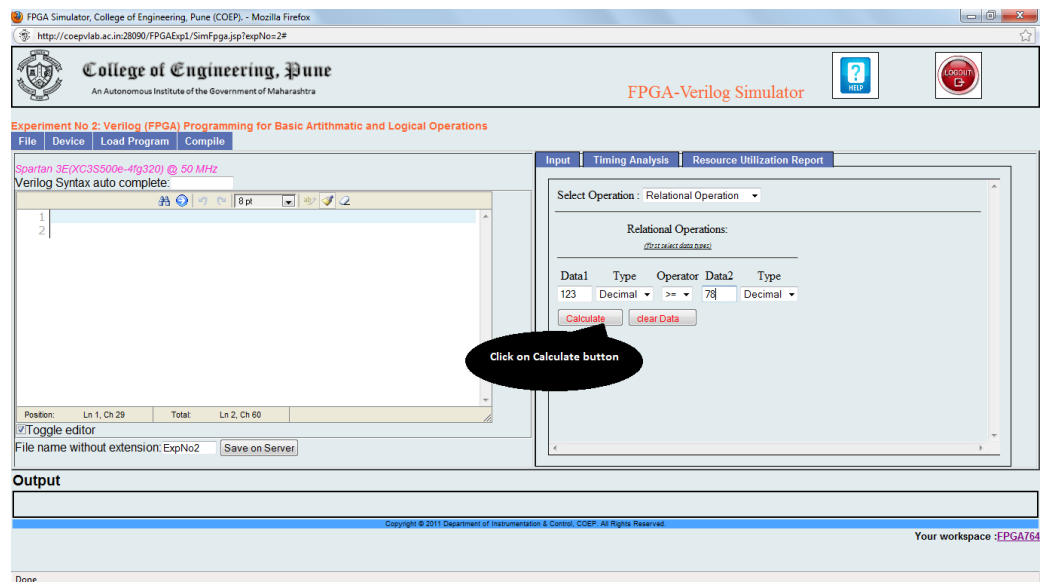 FPGA Simulator, College of Engineering, Pune (COEP). - Mozilla Firefox
http://coepvlab.ac.in:28090/FPGAExp1/SimFpga.jsp?expNo=2#
College of Engineering, Pune
An Autonomous Institute of the Government of Maharashtra
FPGA-Verilog Simulator
HELP
LOGOUT
Experiment No 2: Verilog (FPGA) Programming for Basic Artithmatic and Logical Operations
File Device Load Program Compile
Input Timing Analysis Resource Utilization Report
Spartan 3E(XC3S500e-4fg320) @ 50 MHz
Verilog Syntax auto complete:
8 pt
1
2
Position: Ln 1, Ch 29 Total: Ln 2, Ch 60
Toggle editor
File name without extension: ExpNo2 Save on Server
Select Operation : Relational Operation
Relational Operations:
(first select data types)
Data1 Type Operator Data2 Type
123 Decimal >= 78 Decimal
Calculate clear Data
Click on Calculate button
Output
Copyright © 2011 Department of Instrumentation & Control, COEP. All Rights Reserved.
Your workspace :FPGA764
Done